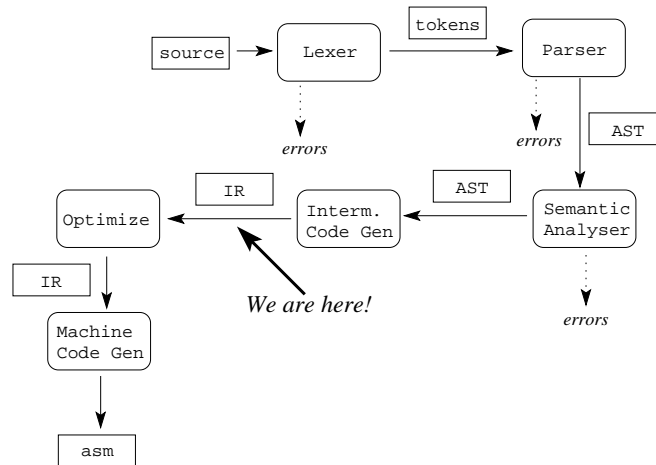 tokens
source
Lexer
Parser
errors
errors
AST
IR
AST
Optimize
Interm.
Code Gen
Semantic
Analyser
IR
We are here!
errors
Machine
Code Gen
asm